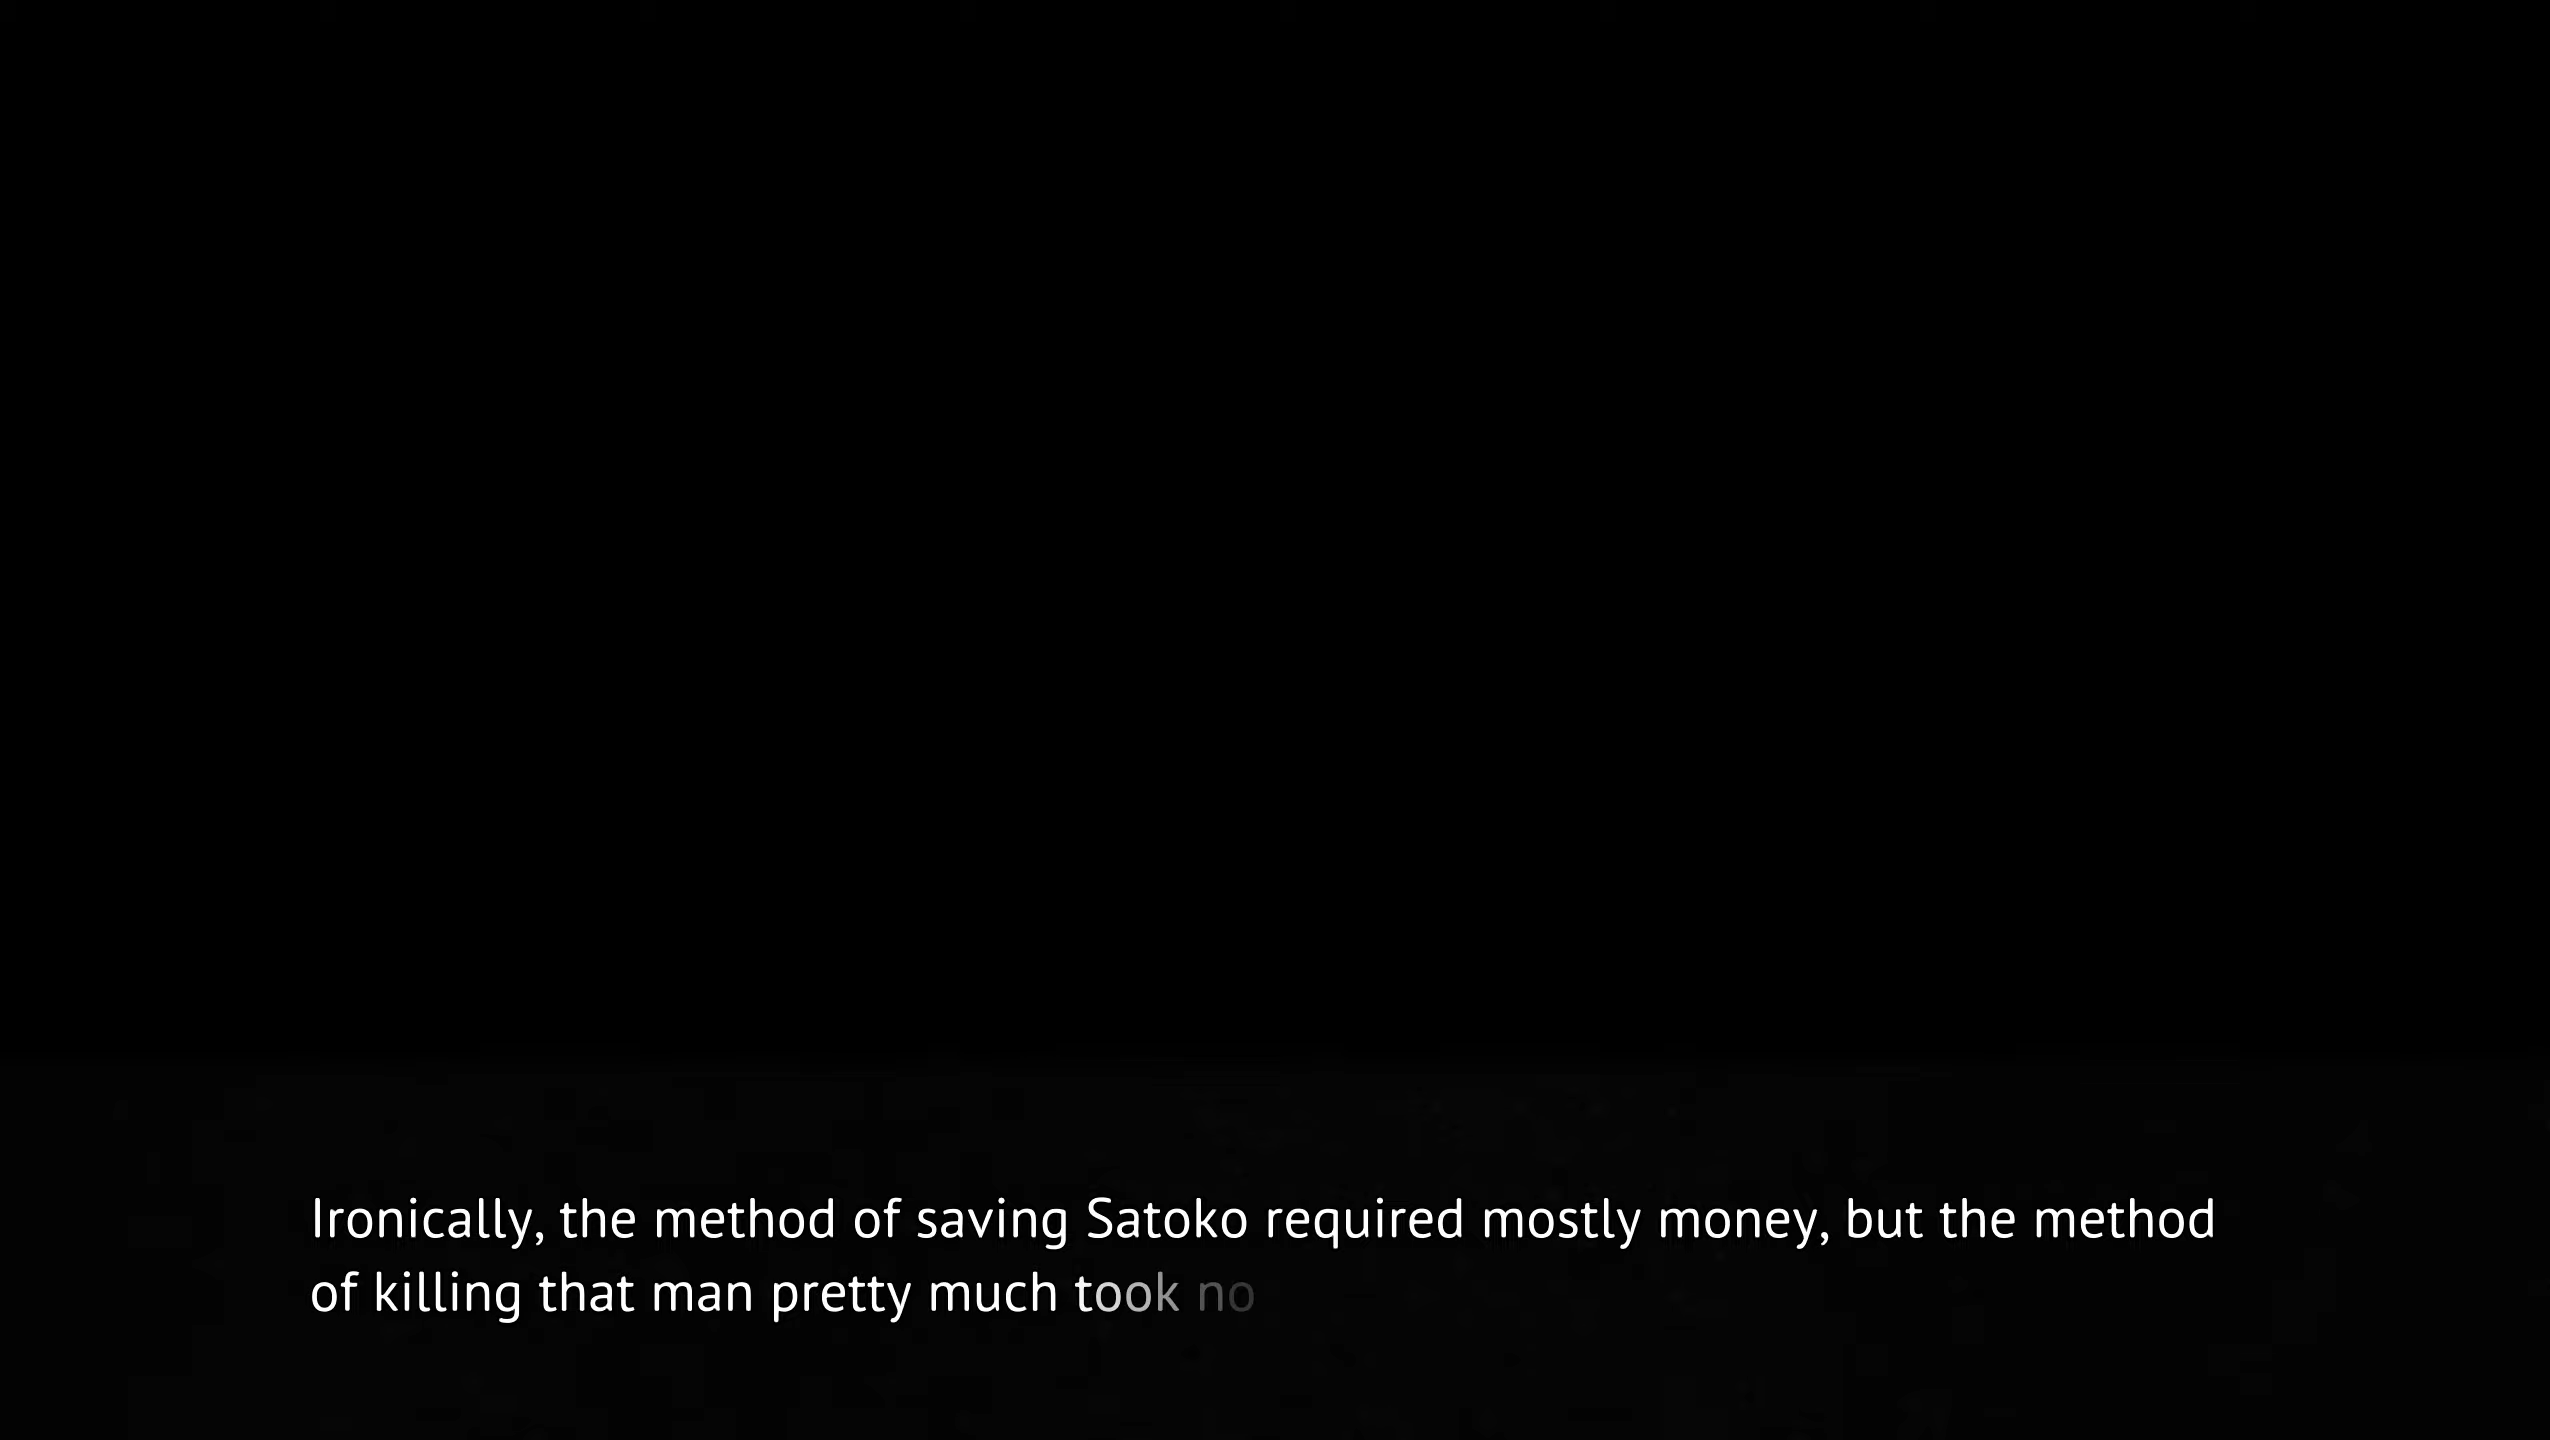 Ironically, the method of saving Satoko required mostly money, but the method
of killing that man pretty much took no